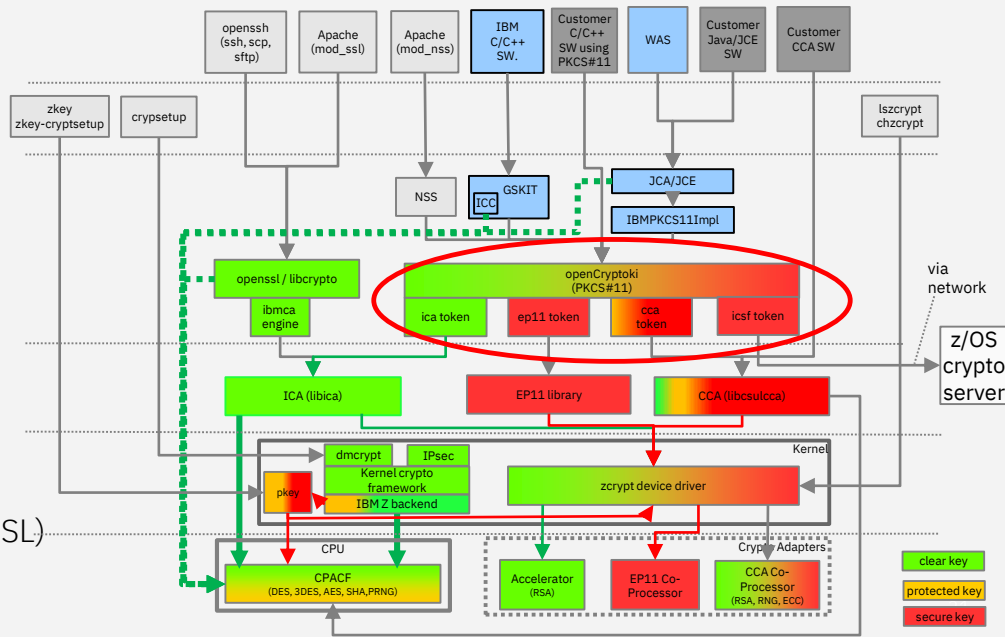 openssh
(ssh, scp,
sftp)
Apache
(mod_ssl)
Apache
(mod_nss)
IBM
C/C++
SW.
Customer
C/C++
SW using
PKCS#11
WAS
Customer
Java/JCE
SW
Customer
CCA SW
zkey
zkey-cryptsetup
crypsetup
lszcrypt
chzcrypt
NSS
GSKIT
ICC
JCA/JCE
IBMPKCS11Impl
openssl / libcrypto
ibmca
engine
openCryptoki
(PKCS#11)
ica token
ep11 token
cca
token
icsf token
via
network
z/OS
crypto
server
ICA (libica)
EP11 library
CCA (libcsulcca)
Kernel
dmcrypt
IPsec
Kernel crypto
framework
IBM Z backend
pkey
zcrypt device driver
SL)
CPU
CPACF
(DES, 3DES, AES, SHA,PRNG)
Crypto Adapters
Accelerator
(RSA)
EP11 Co-
Processor
CCA Co-
Processor
(RSA, RNG, ECC)
clear key
protected key
secure key